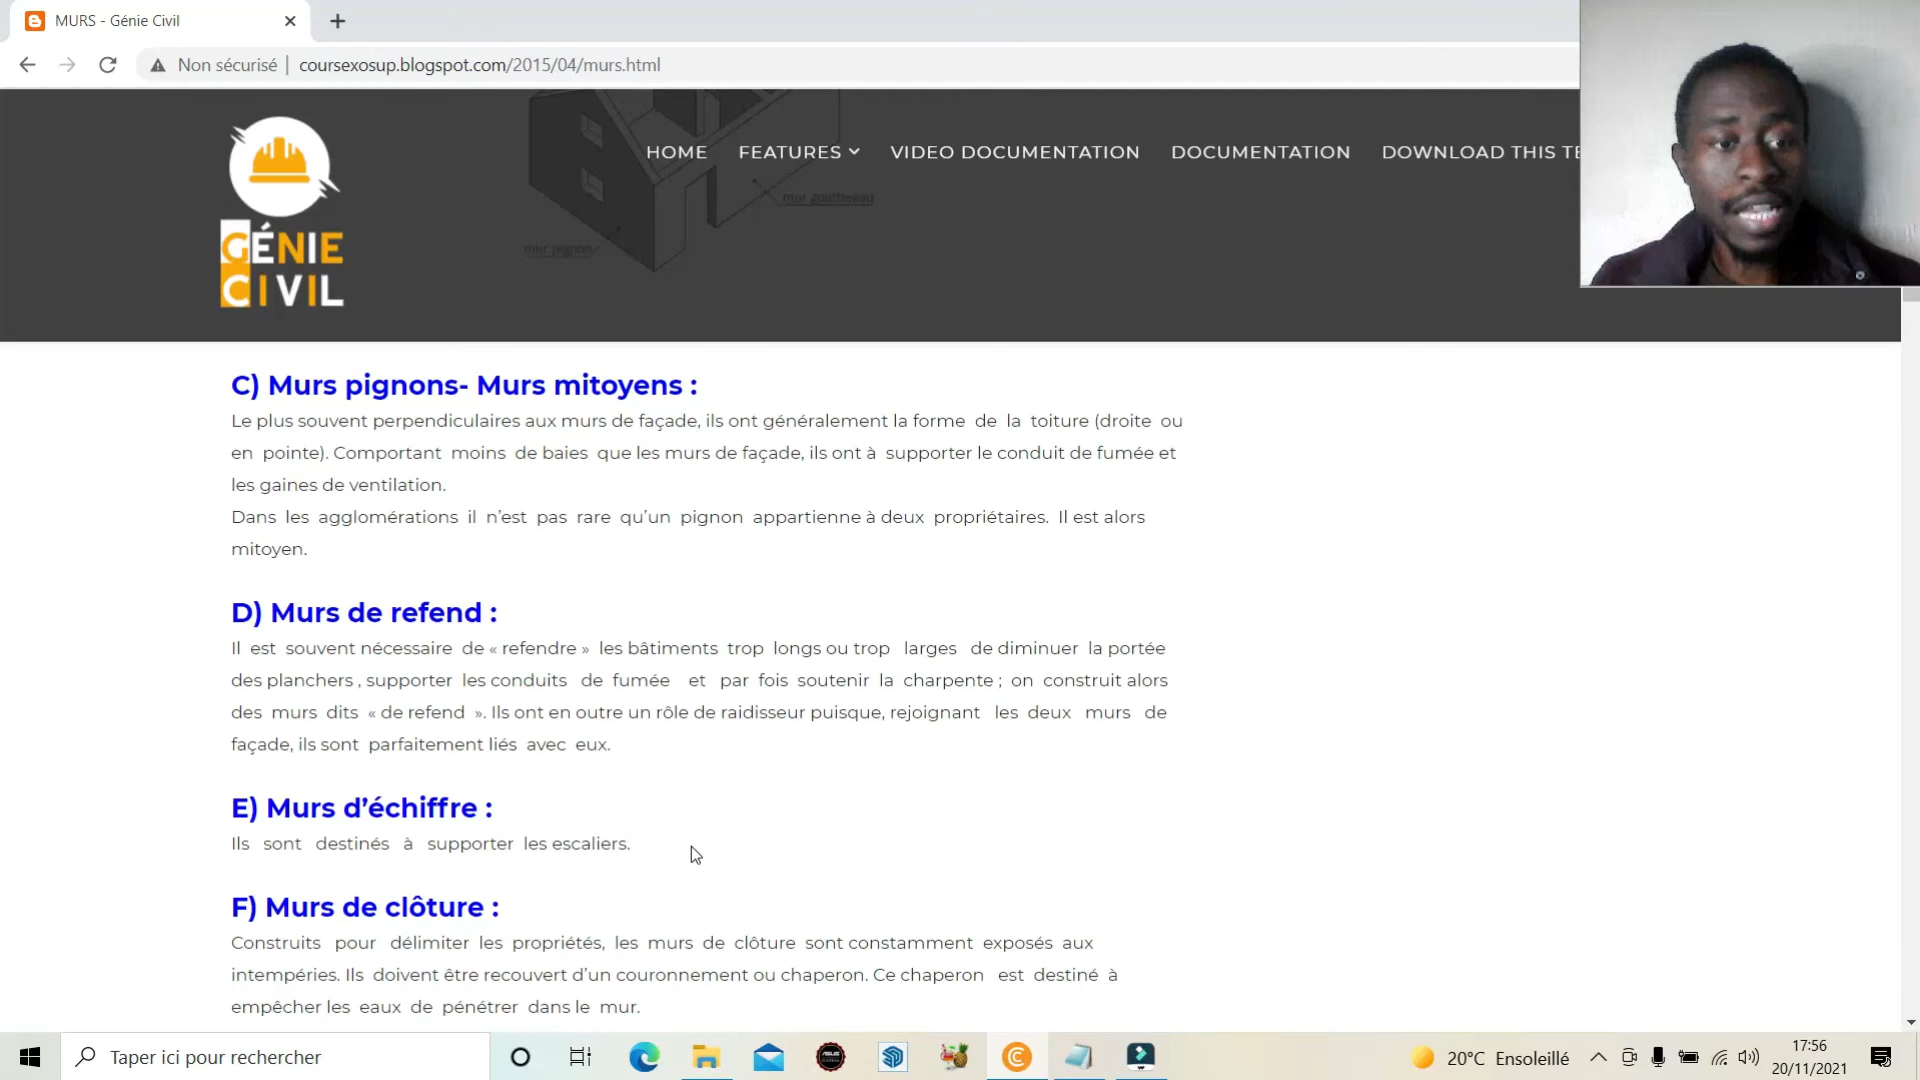 MURS - Génie Civil
Non sécurisé | coursexosup.blogspot.com/2015/04/murs.html
HOME FEATURES VIDEO DOCUMENTATION DOCUMENTATION DOWNLOAD THIS TE
mur gouttereau
mur pignon
GÉNIE
CIVIL
C) Murs pignons- Murs mitoyens :
Le plus souvent perpendiculaires aux murs de façade, ils ont généralement la forme de la toiture (droite ou
en pointe). Comportant moins de baies que les murs de façade, ils ont à supporter le conduit de fumée et
les gaines de ventilation.
Dans les agglomérations il n'est pas rare qu'un pignon appartienne à deux propriétaires. Il est alors
mitoyen.
D) Murs de refend :
Il est souvent nécessaire de « refendre » les bâtiments trop longs ou trop larges de diminuer la portée
des planchers , supporter les conduits de fumée et par fois soutenir la charpente ; on construit alors
des murs dits « de refend ». Ils ont en outre un rôle de raidisseur puisque, rejoignant les deux murs de
façade, ils sont parfaitement liés avec eux.
E) Murs d'échiffre :
Ils sont destinés à supporter les escaliers.
F) Murs de clôture :
Construits pour délimiter les propriétés, les murs de clôture sont constamment exposés aux
intempéries. Ils doivent être recouvert d'un couronnement ou chaperon. Ce chaperon est destiné à
empêcher les eaux de pénétrer dans le mur.
Taper ici pour rechercher
20°C Ensoleillé
17:56
20/11/2021